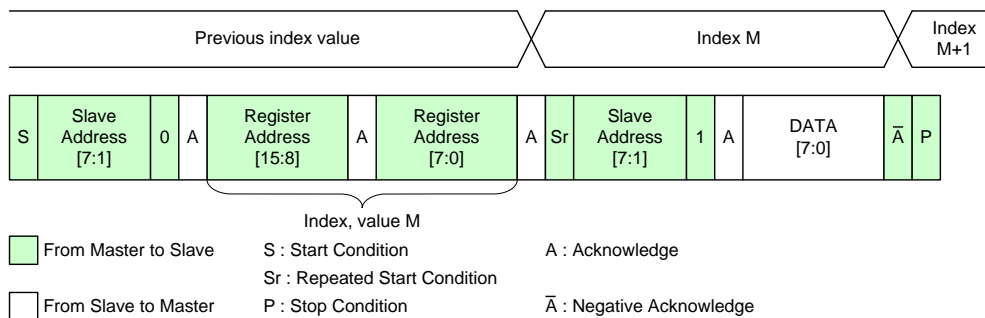 Previous index value
Index M
Index
M+1
S
Slave
Address
[7:1]
0
A
Register
Address
[15:8]
A
Register
Address
[7:0]
A
Sr
Slave
Address
[7:1]
1
A
DATA
[7:0]
A̅
P
Index, value M
From Master to Slave
S : Start Condition
A : Acknowledge
Sr : Repeated Start Condition
From Slave to Master
P : Stop Condition
A̅ : Negative Acknowledge